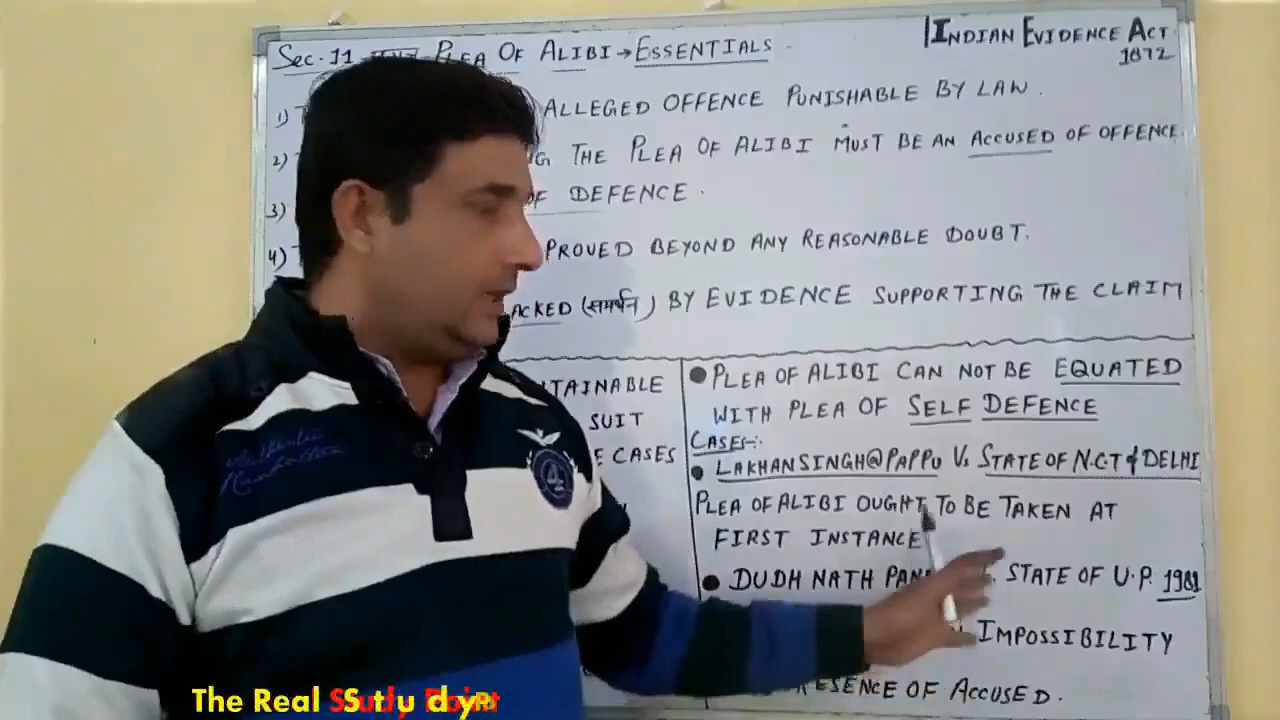 Sec. 11 PLEA OF ALIBI → ESSENTIALS
INDIAN EVIDENCE ACT
1872
1) ALLEGED OFFENCE PUNISHABLE BY LAW.
2) THE PLEA OF ALIBI MUST BE AN ACCUSED OF OFFENCE
3) OF DEFENCE.
4) PROVED BEYOND ANY REASONABLE DOUBT.
ACKED (समर्थन) BY EVIDENCE SUPPORTING THE CLAIM
TAINABLE
SUIT
CASES
• PLEA OF ALIBI CAN NOT BE EQUATED
WITH PLEA OF SELF DEFENCE
CASES:-
• LAKHANSINGH@PAPPU Vs STATE OF N.C.T of DELHI
PLEA OF ALIBI OUGHT TO BE TAKEN AT
FIRST INSTANCE
• DUDH NATH PAN STATE OF U.P. 1981
IMPOSSIBILITY
RESENCE OF ACCUSED.
The Real Study Point